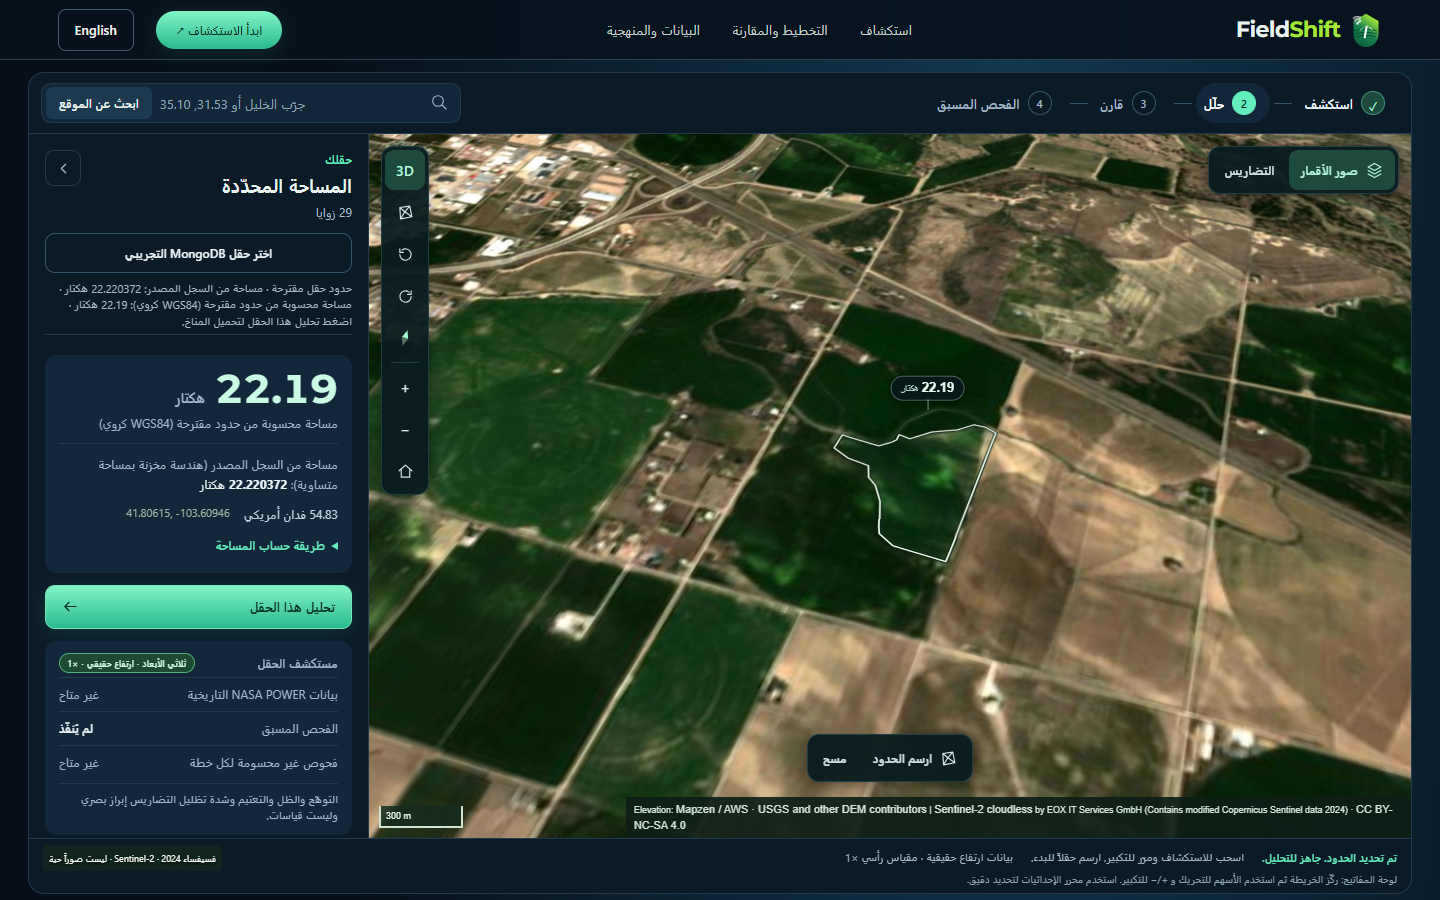 FieldShift
استكشاف
التخطيط والمقارنة
البيانات والمنهجية
ابدأ الاستكشاف ↗
English
✓ استكشف
2 حلّل
3 قارن
4 الفحص المسبق
جرّب الخليل أو 31.53, 35.10
ابحث عن الموقع
حقلك
المساحة المحدّدة
29 زوايا
اختر حقل MongoDB التجريبي
حدود حقل مقترحة · مساحة من السجل المصدر: 22.220372 هكتار ·
مساحة محسوبة من حدود مقترحة (WGS84 كروي): 22.19 هكتار ·
اضغط تحليل هذا الحقل لتحميل المناخ.
22.19 هكتار
مساحة محسوبة من حدود مقترحة (WGS84 كروي)
مساحة من السجل المصدر (هندسة مخزنة بمساحة
متساوية): 22.220372 هكتار
54.83 فدان أمريكي
41.80615, -103.60946
طريقة حساب المساحة
تحليل هذا الحقل
مستكشف الحقل
ثلاثي الأبعاد · ارتفاع حقيقي · ×1
بيانات NASA POWER التاريخية
غير متاح
الفحص المسبق
لم يُنفّذ
فحوص غير محسومة لكل خطة
غير متاح
التوهّج والظل والتعتيم وشدة تظليل التضاريس إبراز بصري
وليست قياسات.
3D
+
−
صور الأقمار
التضاريس
22.19 هكتار
ارسم الحدود
مسح
300 m
Elevation: Mapzen / AWS · USGS and other DEM contributors | Sentinel-2 cloudless by EOX IT Services GmbH (Contains modified Copernicus Sentinel data 2024) · CC BY-
NC-SA 4.0
تم تحديد الحدود. جاهز للتحليل.
اسحب للاستكشاف ومرر للتكبير. ارسم حقلاً للبدء.
بيانات ارتفاع حقيقية · مقياس رأسي ×1
فسيفساء Sentinel-2 · 2024 · ليست صوراً حية
لوحة المفاتيح: ركّز الخريطة ثم استخدم الأسهم للتحريك و +/− للتكبير. استخدم محرر الإحداثيات لتحديد دقيق.